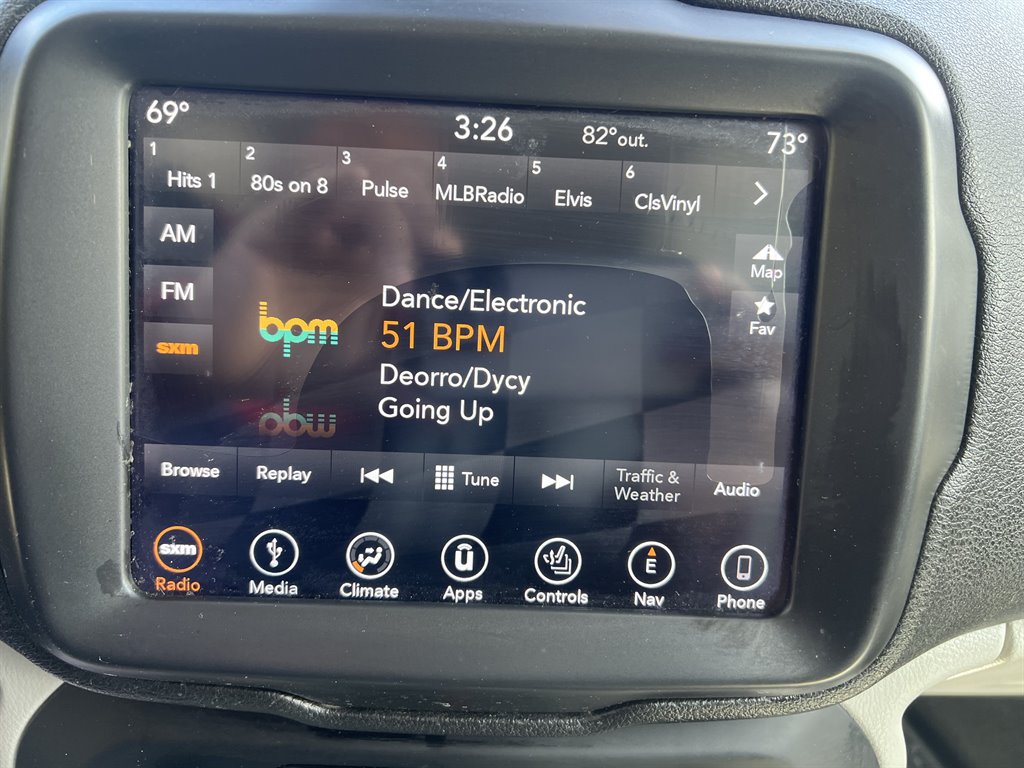 69°
3:26
82°out.
73°
1 Hits 1
2 80s on 8
3 Pulse
4 MLBRadio
5 Elvis
6 ClsVinyl
AM
FM
sxm
Map
Fav
bpm
Dance/Electronic
51 BPM
Deorro/Dycy
Going Up
Browse
Replay
Tune
Traffic &
Weather
Audio
sxm
Radio
Media
Climate
ū
Apps
Controls
E
Nav
Phone